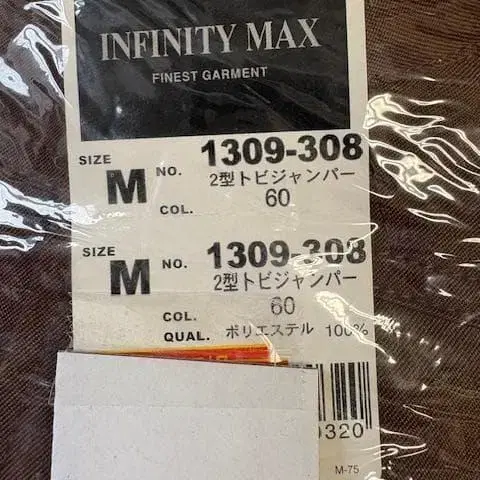 INFINITY MAX
FINEST GARMENT
SIZE M NO. 1309-308
2型トビジャンパー
COL. 60
SIZE M NO. 1309-308
2型トビジャンパー
COL. 60
QUAL. ポリエステル 100%
0320
M-75